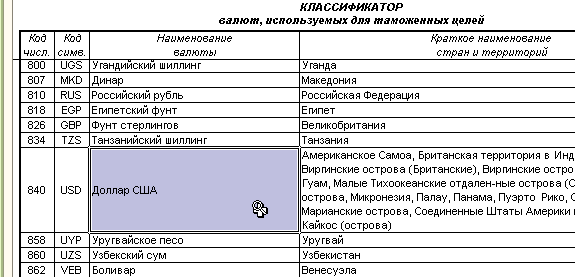 КЛАССИФИКАТОР
валют, используемых для таможенных целей
Код числ. Код симв. Наименование валюты Краткое наименование стран и территорий
800 UGS Угандийский шиллинг Уганда
807 MKD Динар Македония
810 RUS Российский рубль Российская Федерация
818 EGP Египетский фунт Египет
826 GBP Фунт стерлингов Великобритания
834 TZS Танзанийский шиллинг Танзания
840 USD Доллар США
Американское Самоа, Британская территория в Инд
Виргинские острова (Британские), Виргинские остро
Гуам, Малые Тихоокеанские отдален-ные острова (С
острова, Микронезия, Палау, Панама, Пуэрто Рико, О
Марианские острова, Соединенные Штаты Америки
Кайкос (острова)
858 UYP Уругвайское песо Уругвай
860 UZS Узбекский сум Узбекистан
862 VEB Боливар Венесуэла